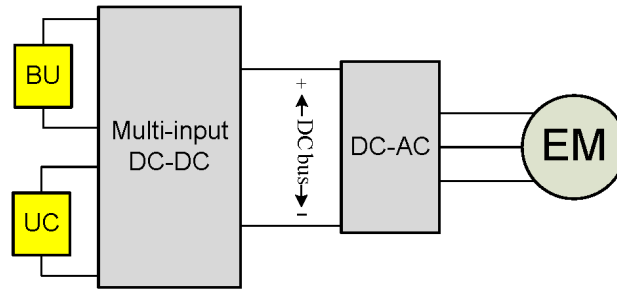 BU
UC
Multi-input
DC-DC
+ DC bus -
DC-AC
EM